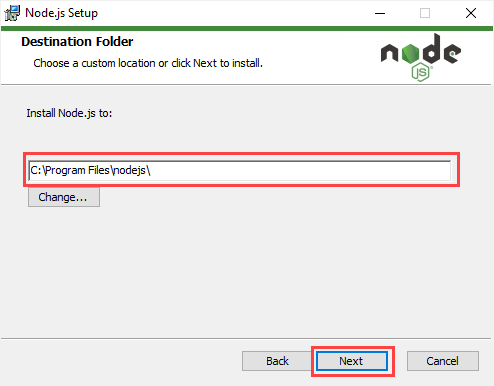 Node.js Setup
Destination Folder
Choose a custom location or click Next to install.
node
JS
Install Node.js to:
C:\Program Files\nodejs\
Change...
Back
Next
Cancel